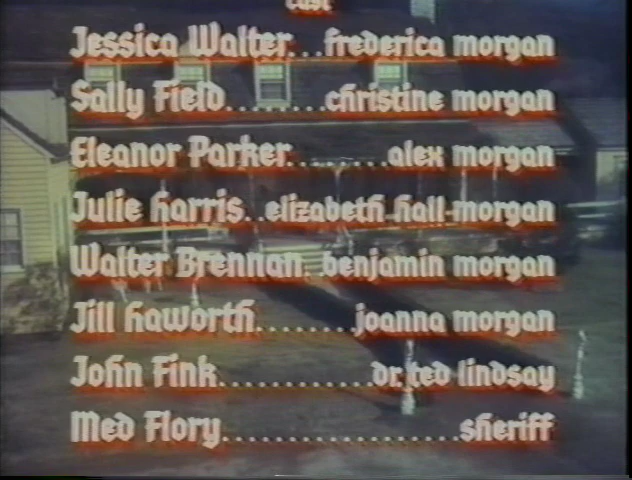 cast
Jessica Walter...frederica morgan
Sally Field.......christine morgan
Eleanor Parker.........alex morgan
Julie harris..elizabeth hall-morgan
Walter Brennan..benjamin morgan
Jill haworth........joanna morgan
John Fink.............dr. ted lindsay
Med Flory....................sheriff